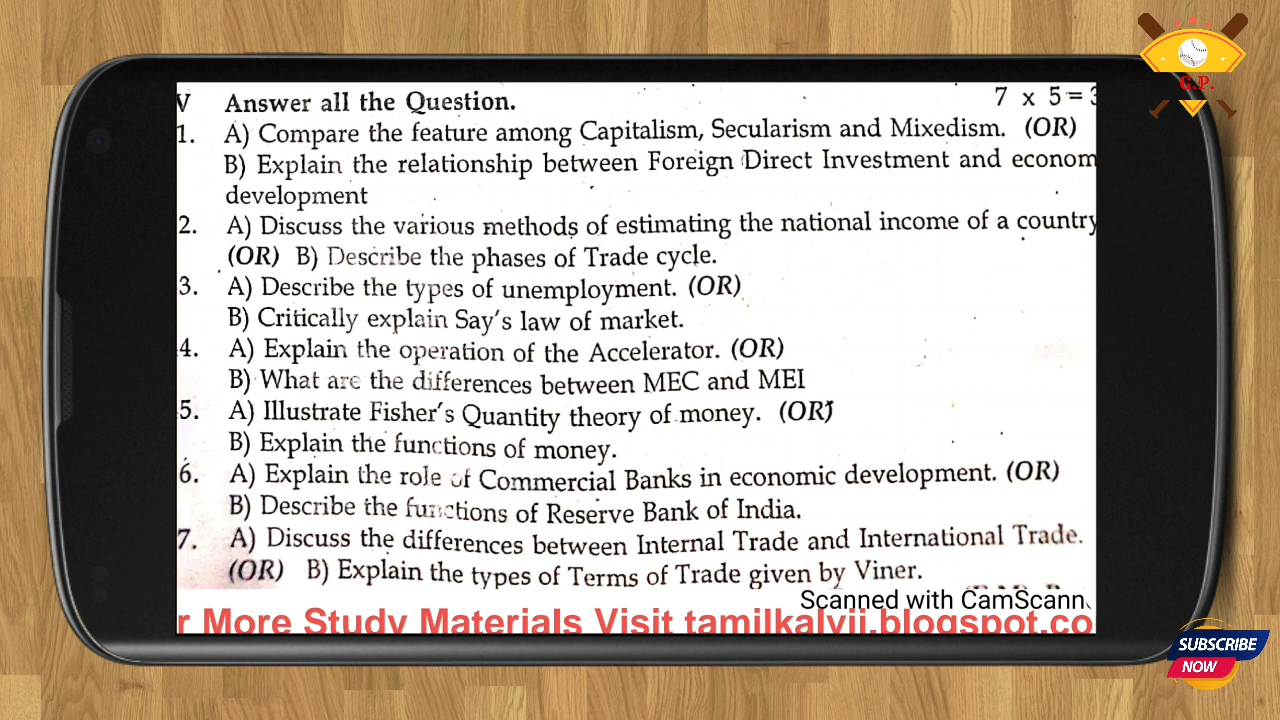 G.P.
V Answer all the Question. 7 x 5 = 3
1. A) Compare the feature among Capitalism, Secularism and Mixedism. (OR)
B) Explain the relationship between Foreign Direct Investment and econom
development
2. A) Discuss the various methods of estimating the national income of a country
(OR) B) Describe the phases of Trade cycle.
3. A) Describe the types of unemployment. (OR)
B) Critically explain Say's law of market.
4. A) Explain the operation of the Accelerator. (OR)
B) What are the differences between MEC and MEI
5. A) Illustrate Fisher's Quantity theory of money. (OR)
B) Explain the functions of money.
6. A) Explain the role of Commercial Banks in economic development. (OR)
B) Describe the functions of Reserve Bank of India.
7. A) Discuss the differences between Internal Trade and International Trade.
(OR) B) Explain the types of Terms of Trade given by Viner.
Scanned with CamScann
r More Study Materials Visit tamilkalvii.blogspot.co
SUBSCRIBE
NOW